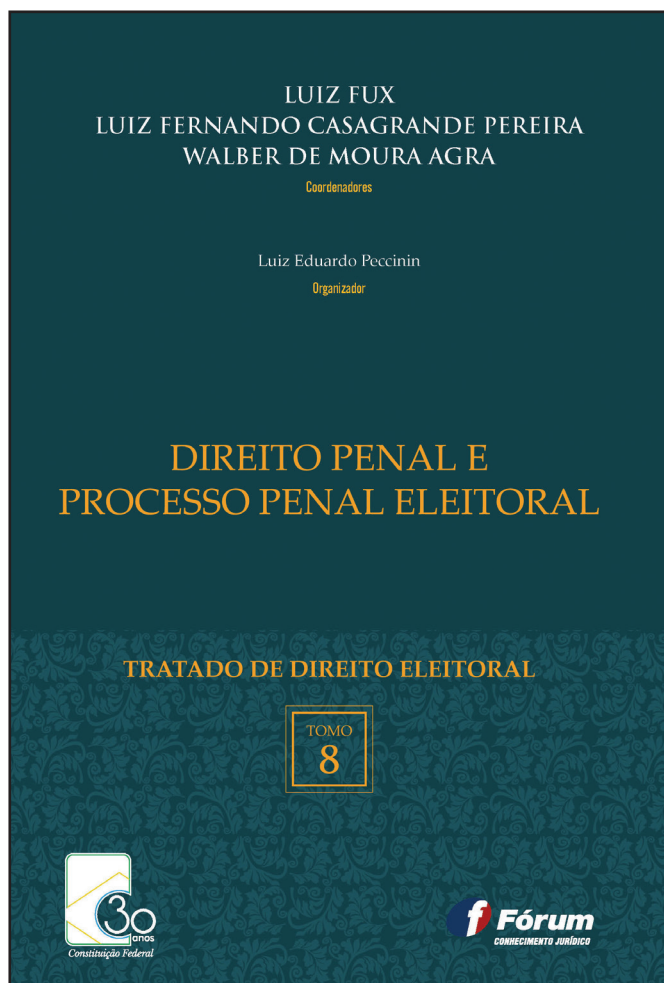 LUIZ FUX
LUIZ FERNANDO CASAGRANDE PEREIRA
WALBER DE MOURA AGRA
Coordenadores
Luiz Eduardo Peccinin
Organizador
DIREITO PENAL E
PROCESSO PENAL ELEITORAL
TRATADO DE DIREITO ELEITORAL
TOMO
8
30
anos
Constituição Federal
f Fórum
CONHECIMENTO JURÍDICO